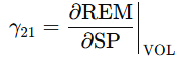 γ₂₁ = ∂REM/∂SP |VOL